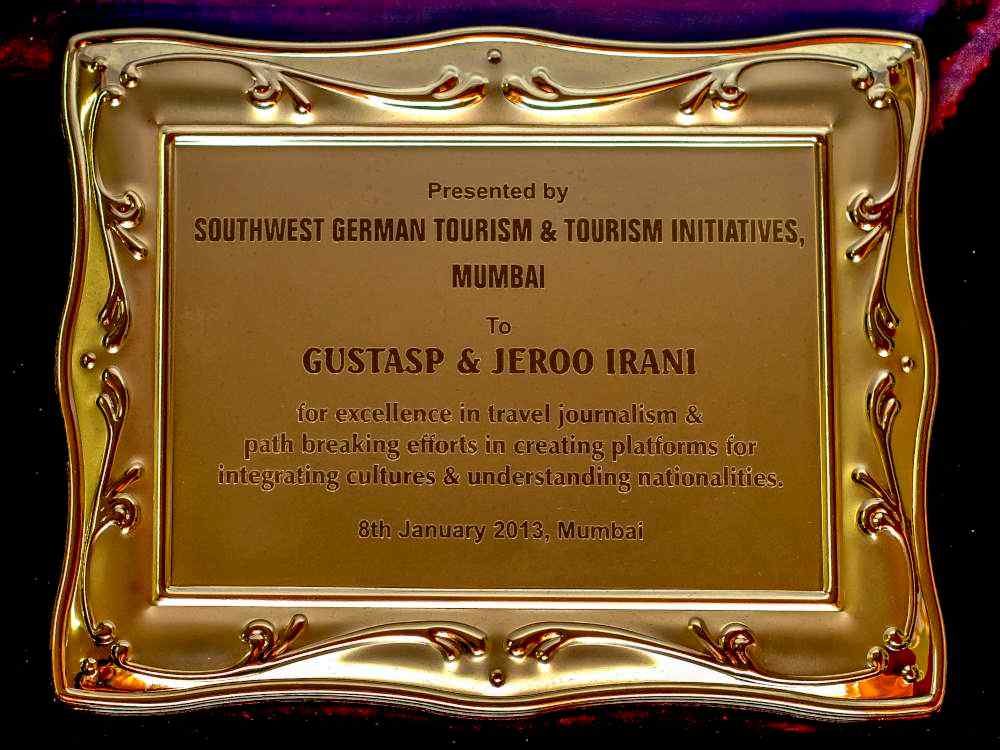 Presented by
SOUTHWEST GERMAN TOURISM & TOURISM INITIATIVES,
MUMBAI
To
GUSTASP & JEROO IRANI
for excellence in travel journalism &
path breaking efforts in creating platforms for
integrating cultures & understanding nationalities.
8th January 2013, Mumbai